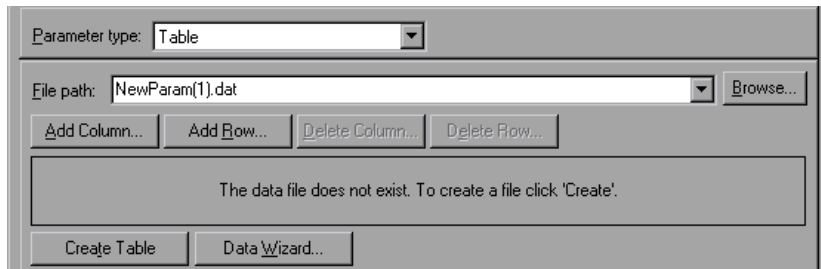 Parameter type: Table
File path: NewParam(1).dat Browse...
Add Column... Add Row... Delete Column... Delete Row...
The data file does not exist. To create a file click 'Create'.
Create Table Data Wizard...